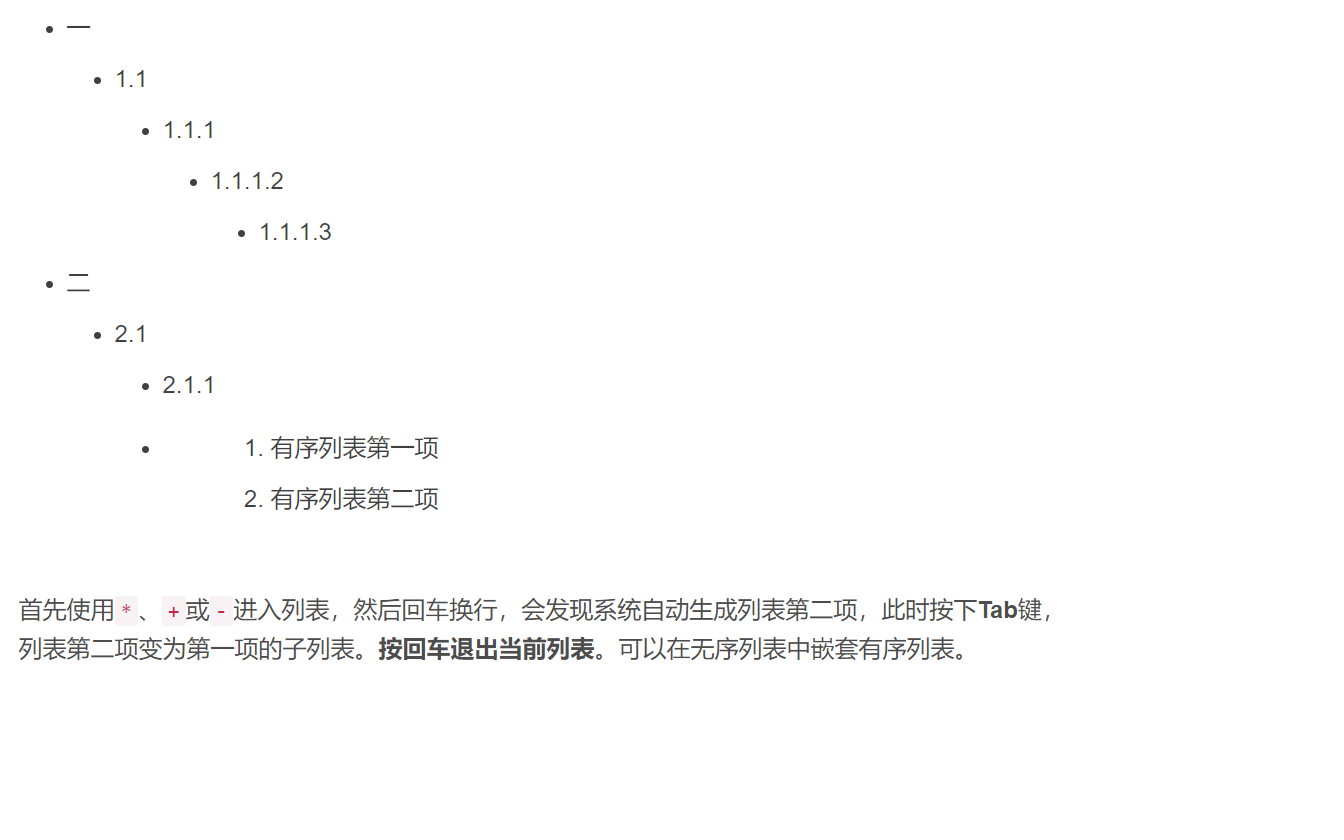 • 一
• 1.1
• 1.1.1
• 1.1.1.2
• 1.1.1.3
• 二
• 2.1
• 2.1.1
• 1. 有序列表第一项
2. 有序列表第二项
首先使用*、+或-进入列表，然后回车换行，会发现系统自动生成列表第二项，此时按下Tab键，
列表第二项变为第一项的子列表。按回车退出当前列表。可以在无序列表中嵌套有序列表。